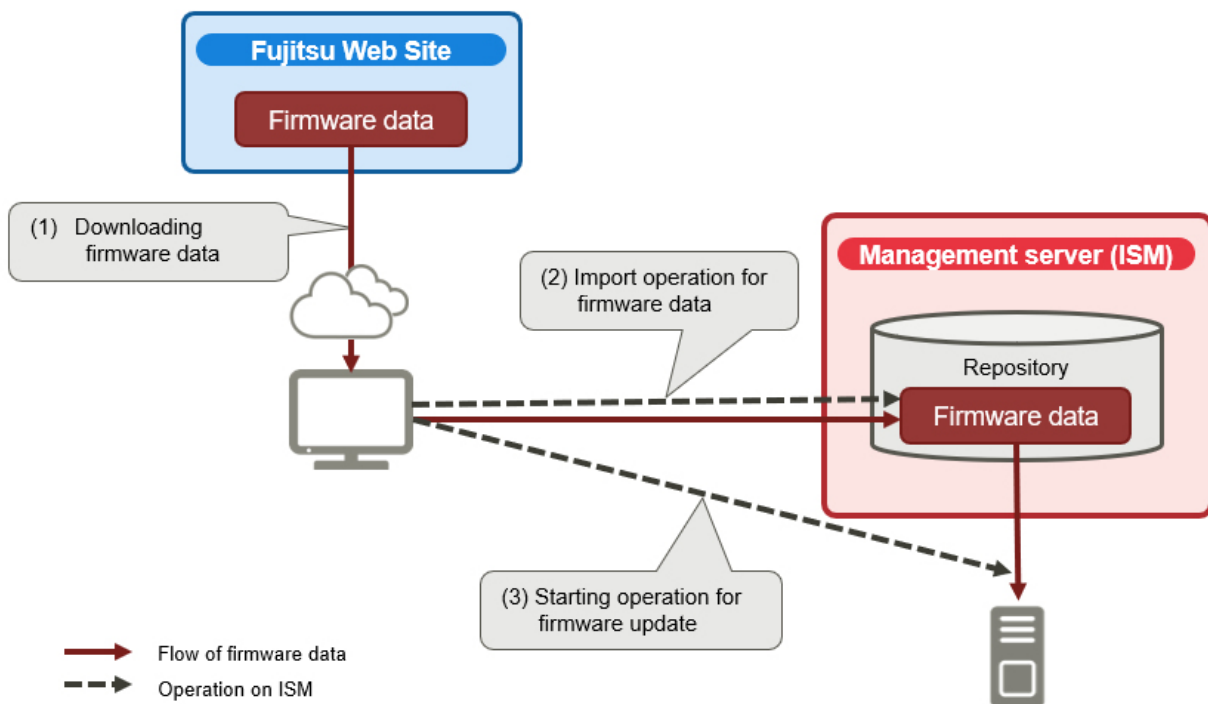 Fujitsu Web Site
Firmware data
(1) Downloading
firmware data
Management server (ISM)
(2) Import operation for
firmware data
Repository
Firmware data
(3) Starting operation for
firmware update
Flow of firmware data
Operation on ISM